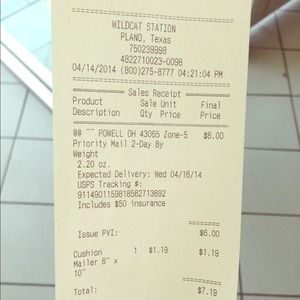 WILDCAT STATION
PLANO, Texas
750239998
4822710023-0098
04/14/2014 (800)275-8777 04:21:04 PM
Sales Receipt
Product Sale Unit Final
Description Qty Price Price
@@ ~~ POWELL OH 43065 Zone-5 $6.00
Priority Mail 2-Day By
Weight
2.20 oz.
Expected Delivery: Wed 04/16/14
USPS Tracking #:
9114901159818562713692
Includes $50 insurance
Issue PVI: $6.00
Cushion 1 $1.19 $1.19
Mailer 6" x
10"
Total: $7.19